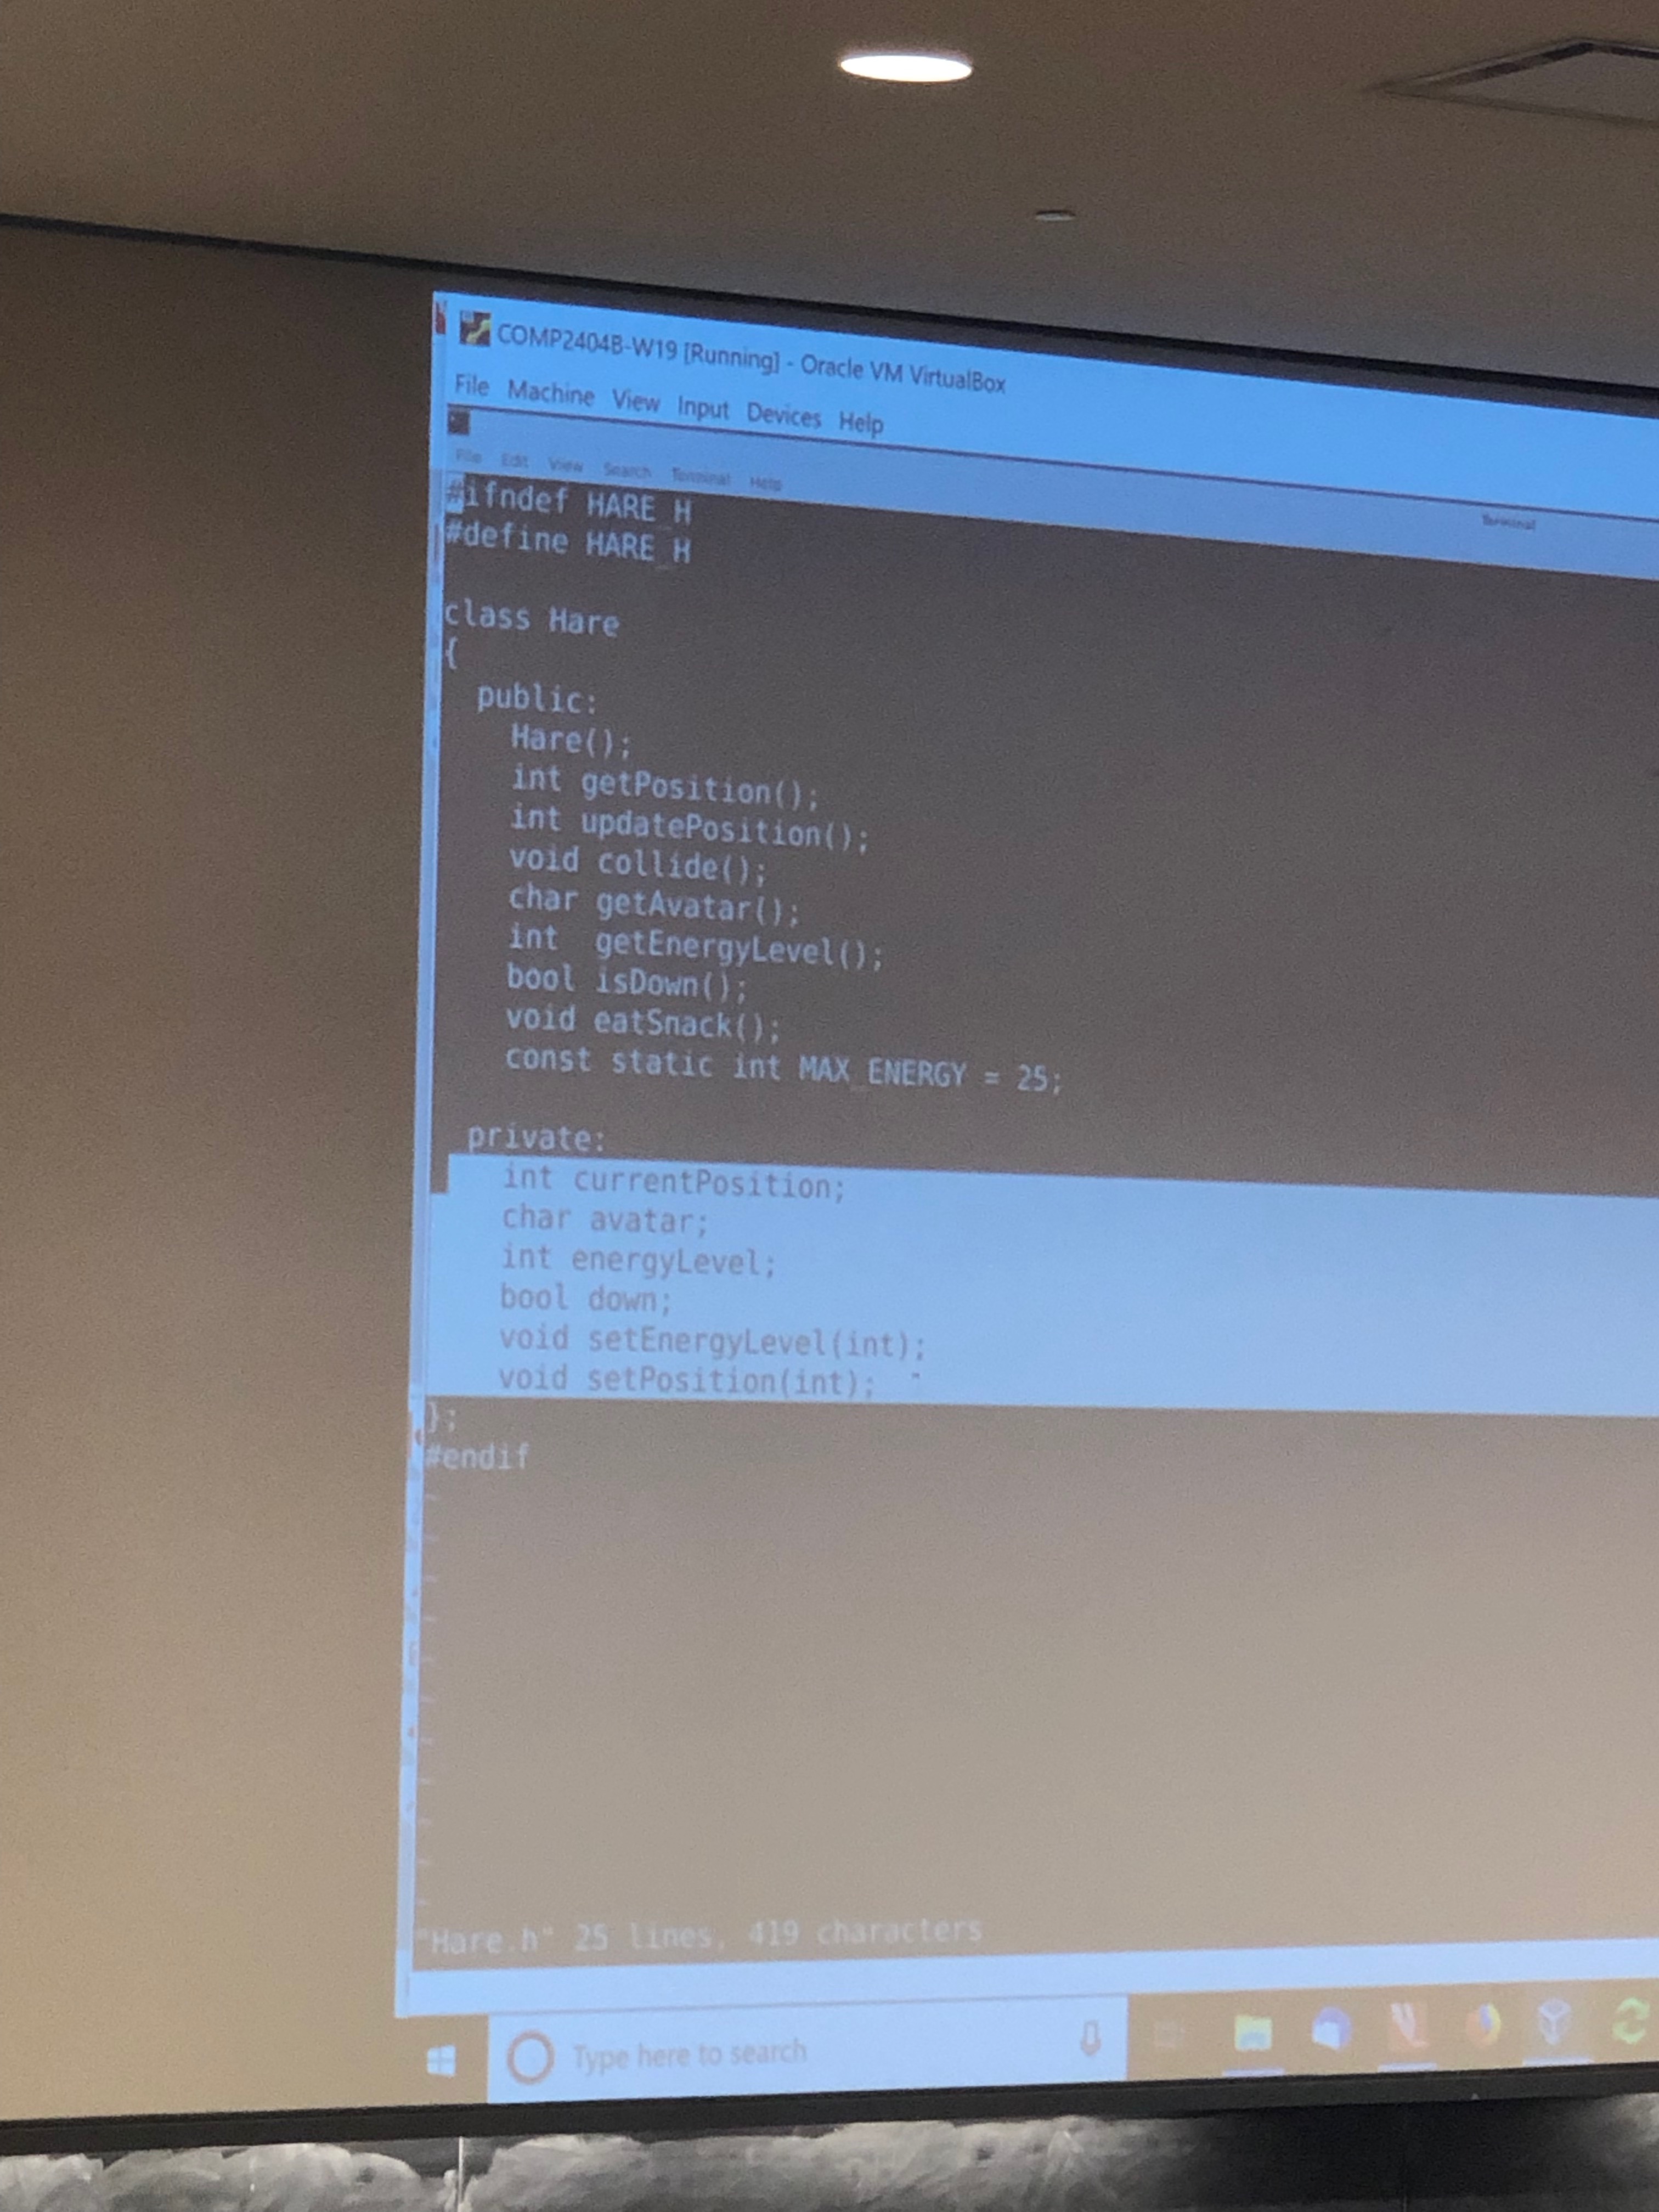 COMP2404B-W19 [Running] - Oracle VM VirtualBox
File Machine View Input Devices Help
File Edit View Search Terminal Help
Terminal
#ifndef HARE_H
#define HARE_H
class Hare
{
public:
Hare();
int getPosition();
int updatePosition();
void collide();
char getAvatar();
int  getEnergyLevel();
bool isDown();
void eatSnack();
const static int MAX_ENERGY = 25;
private:
int currentPosition;
char avatar;
int energyLevel;
bool down;
void setEnergyLevel(int);
void setPosition(int);
};
#endif
"Hare.h" 25 lines, 419 characters
Type here to search